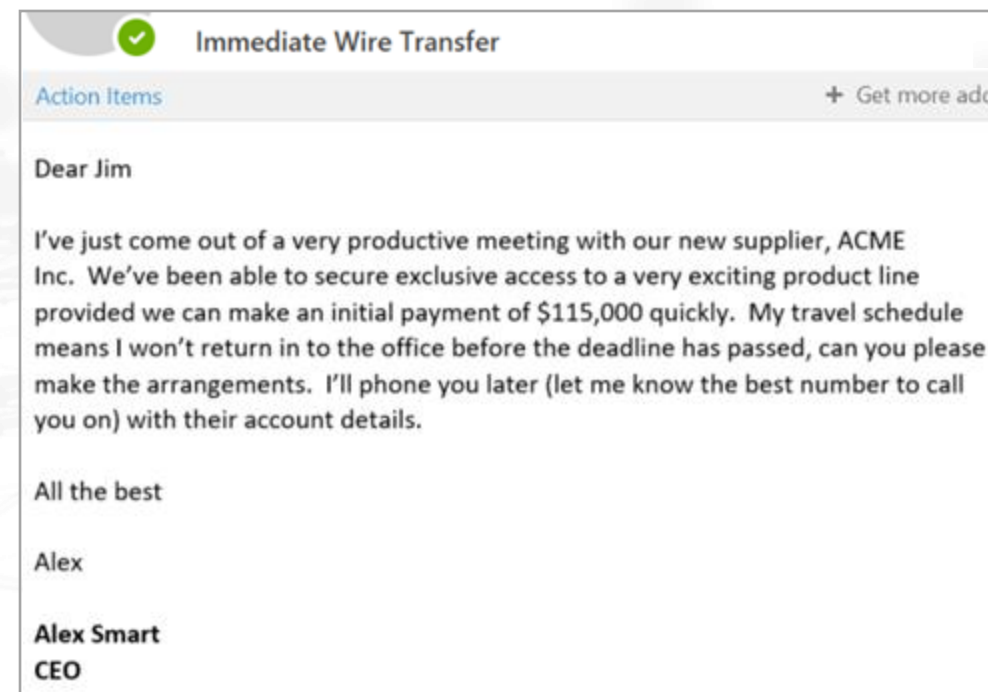 Immediate Wire Transfer
Action Items
+ Get more
Dear Jim
I’ve just come out of a very productive meeting with our new supplier, ACME
Inc.  We’ve been able to secure exclusive access to a very exciting product line
provided we can make an initial payment of $115,000 quickly.  My travel schedule
means I won’t return in to the office before the deadline has passed, can you please
make the arrangements.  I’ll phone you later (let me know the best number to call
you on) with their account details.
All the best
Alex
Alex Smart
CEO